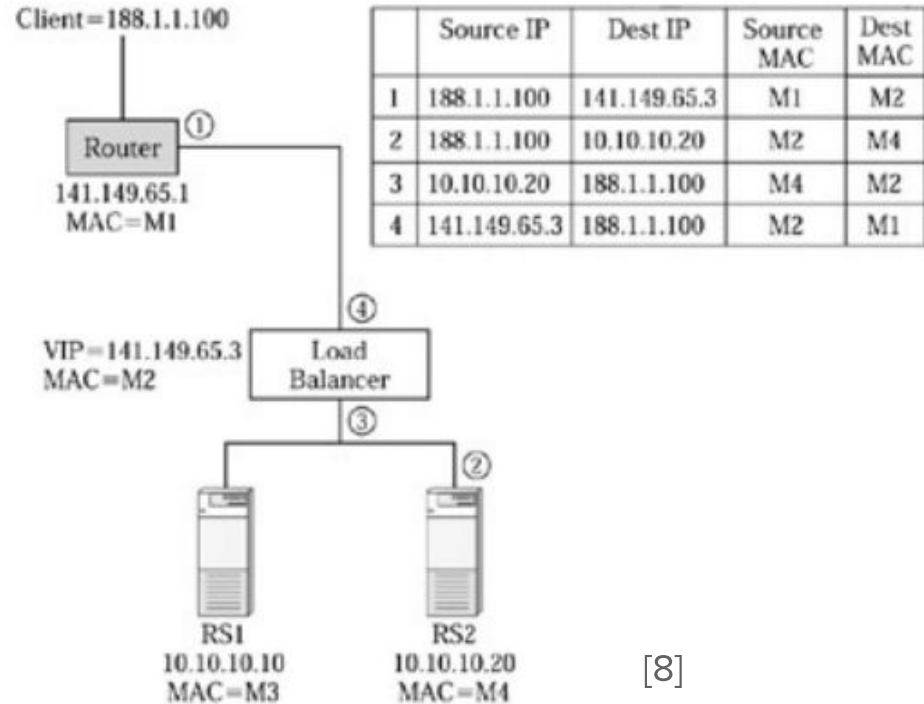 Client=188.1.1.100
Router
①
141.149.65.1
MAC=M1
Source IP Dest IP Source MAC Dest MAC
1 188.1.1.100 141.149.65.3 M1 M2
2 188.1.1.100 10.10.10.20 M2 M4
3 10.10.10.20 188.1.1.100 M4 M2
4 141.149.65.3 188.1.1.100 M2 M1
④
VIP=141.149.65.3
MAC=M2
Load
Balancer
③
②
RS1
10.10.10.10
MAC=M3
RS2
10.10.10.20
MAC=M4
[8]